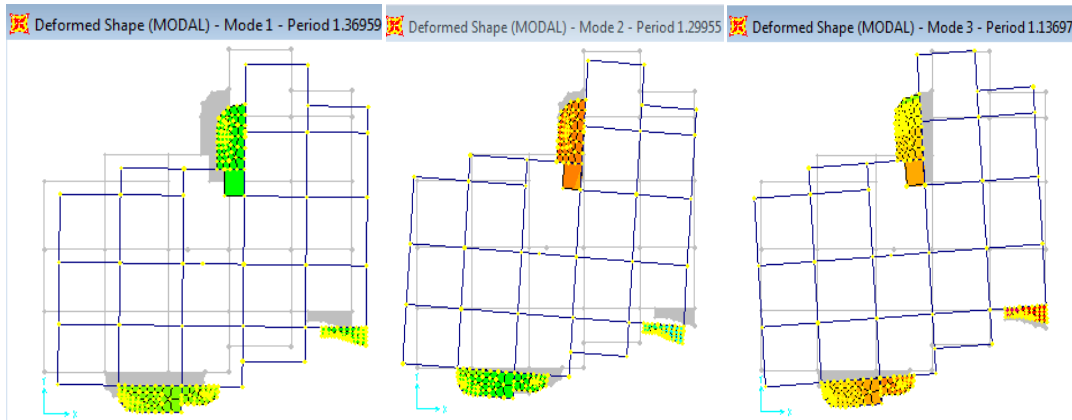 Deformed Shape (MODAL) - Mode 1 - Period 1.36959
Deformed Shape (MODAL) - Mode 2 - Period 1.29955
Deformed Shape (MODAL) - Mode 3 - Period 1.13697
Y
X
Y
X
Y
X